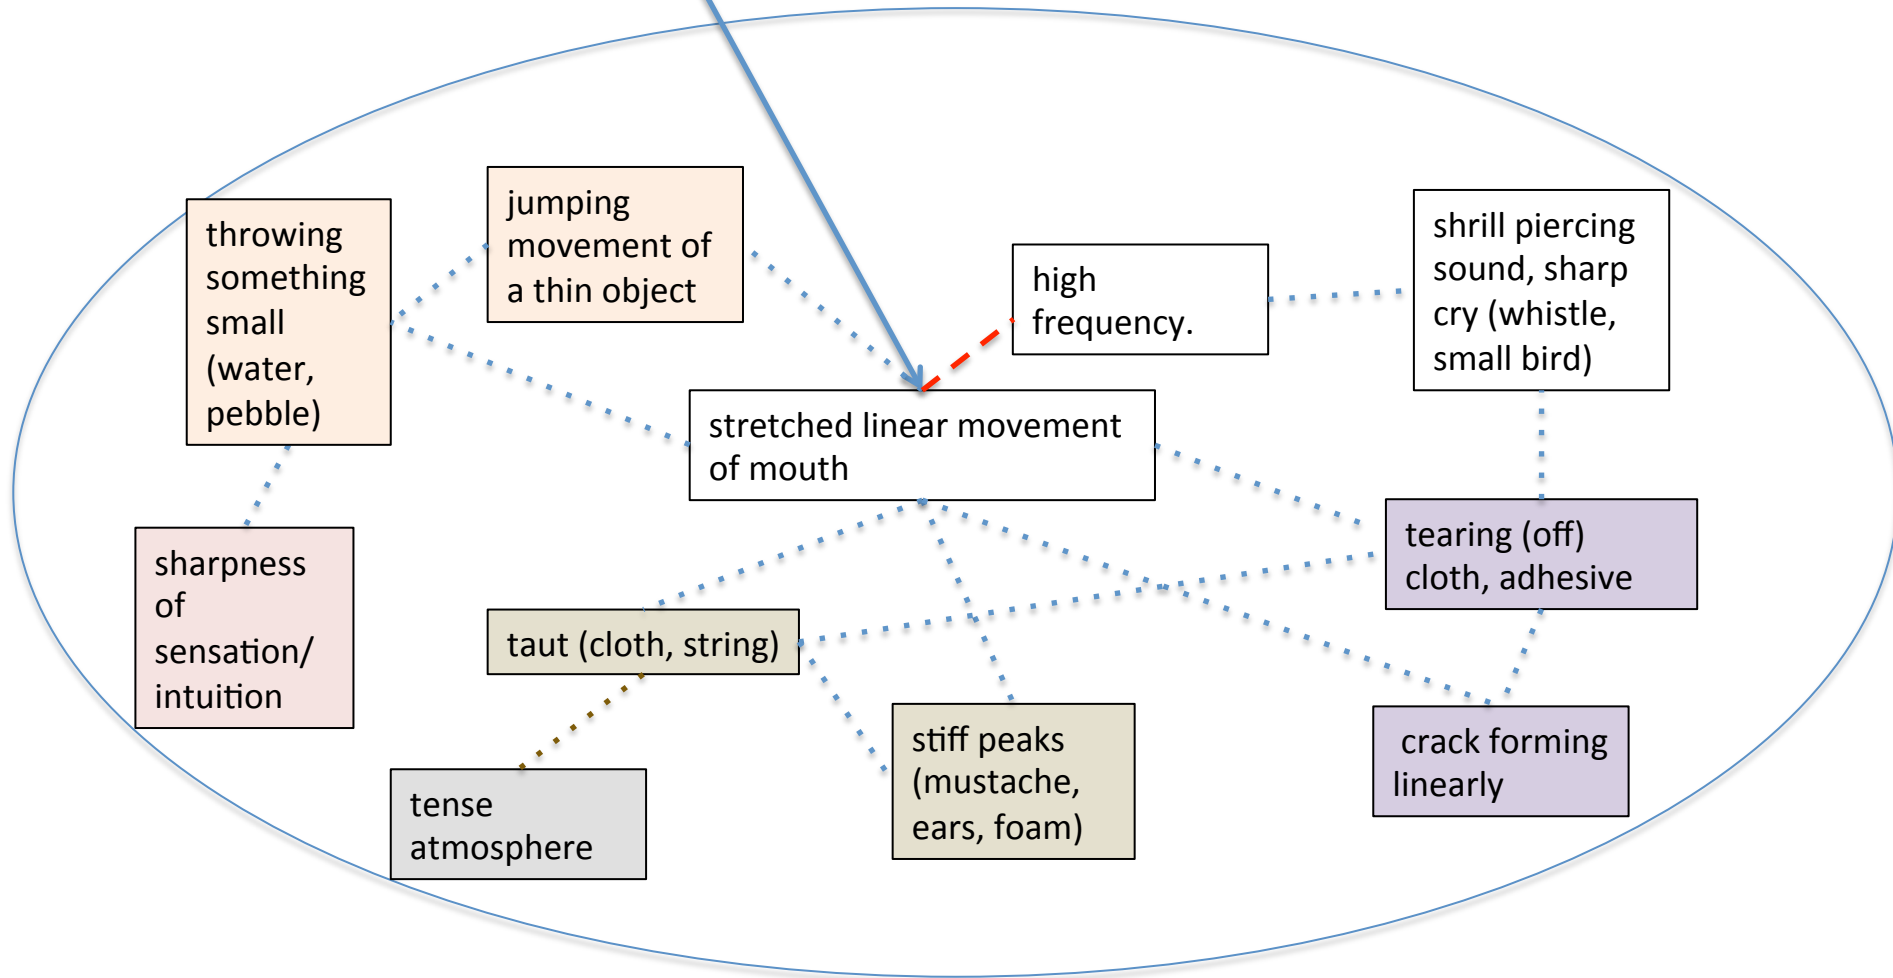 throwing
something
small
(water,
pebble)
jumping
movement of
a thin object
high
frequency.
shrill piercing
sound, sharp
cry (whistle,
small bird)
stretched linear movement
of mouth
sharpness
of
sensation/
intuition
taut (cloth, string)
tearing (off)
cloth, adhesive
tense
atmosphere
stiff peaks
(mustache,
ears, foam)
crack forming
linearly